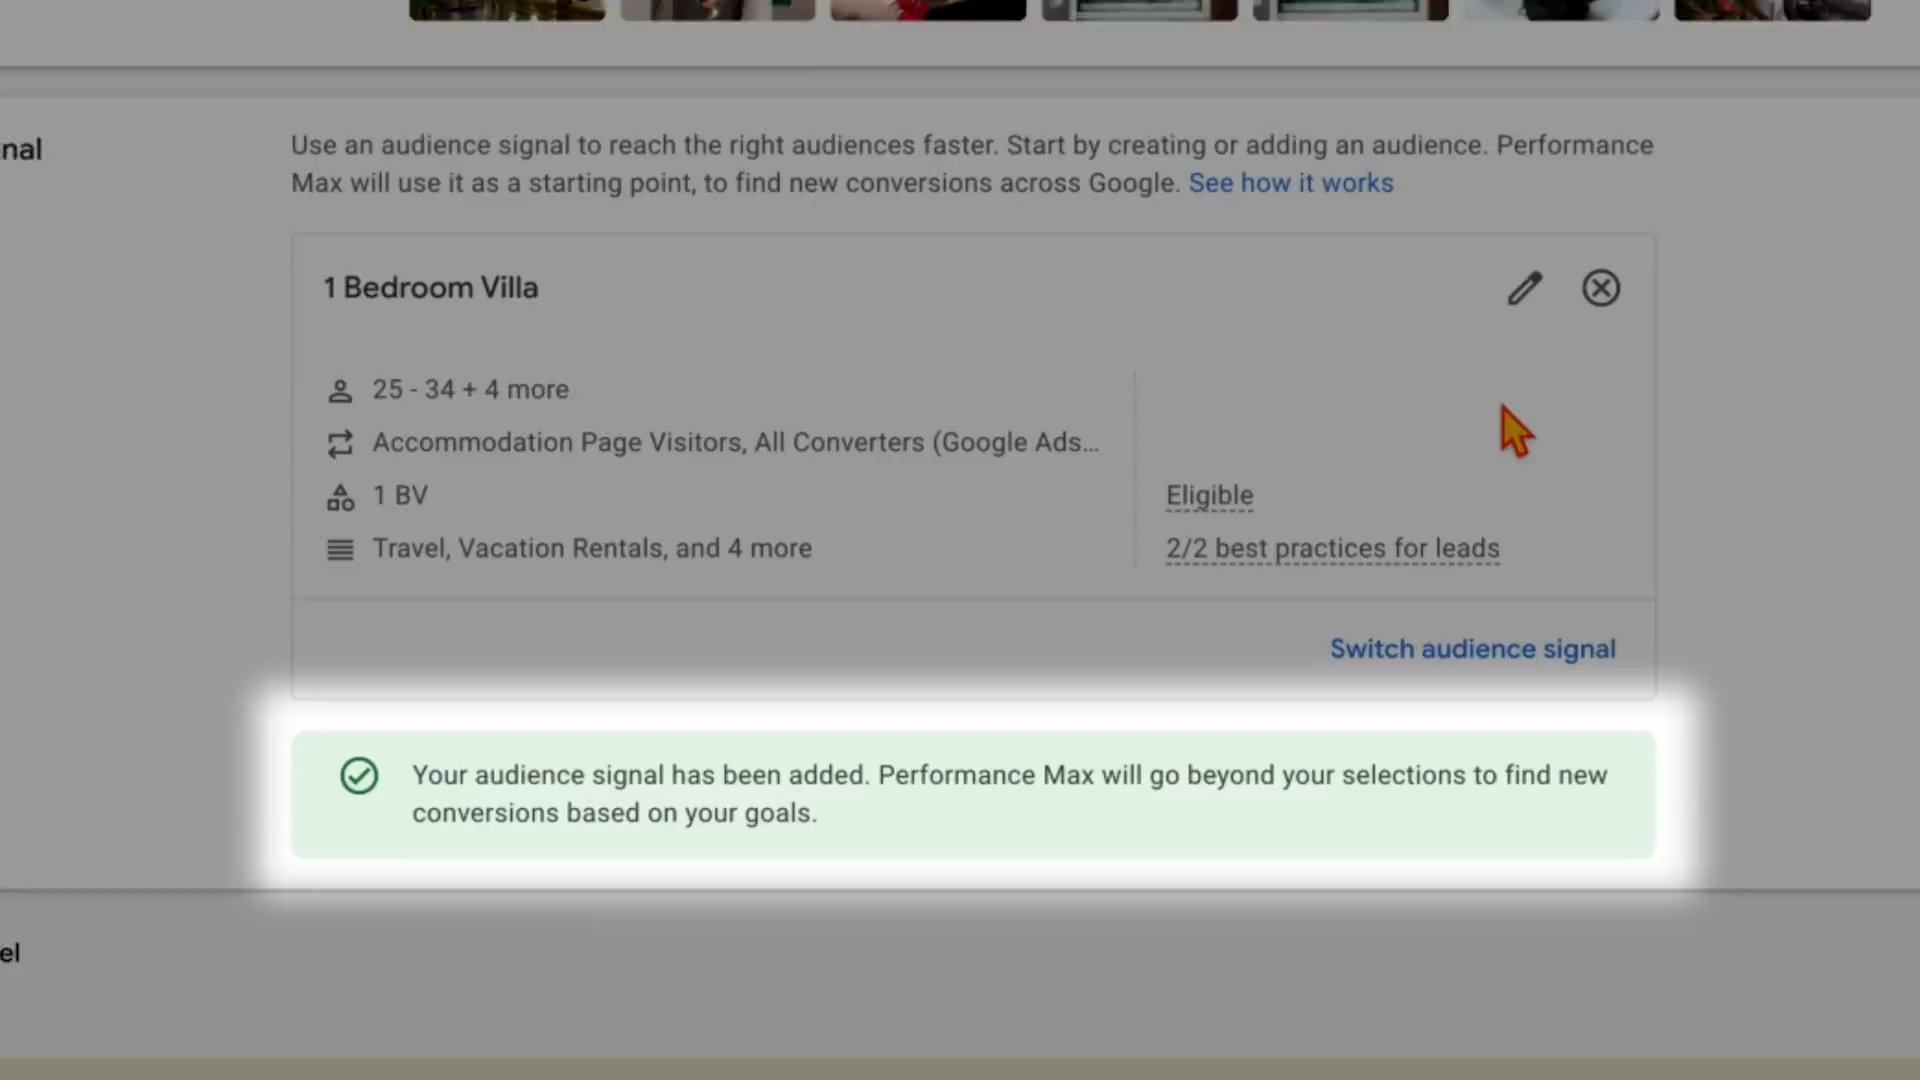 nal
Use an audience signal to reach the right audiences faster. Start by creating or adding an audience. Performance
Max will use it as a starting point, to find new conversions across Google. See how it works
1 Bedroom Villa
25 - 34 + 4 more
Accommodation Page Visitors, All Converters (Google Ads...
1 BV
Eligible
Travel, Vacation Rentals, and 4 more
2/2 best practices for leads
Switch audience signal
Your audience signal has been added. Performance Max will go beyond your selections to find new
conversions based on your goals.
el